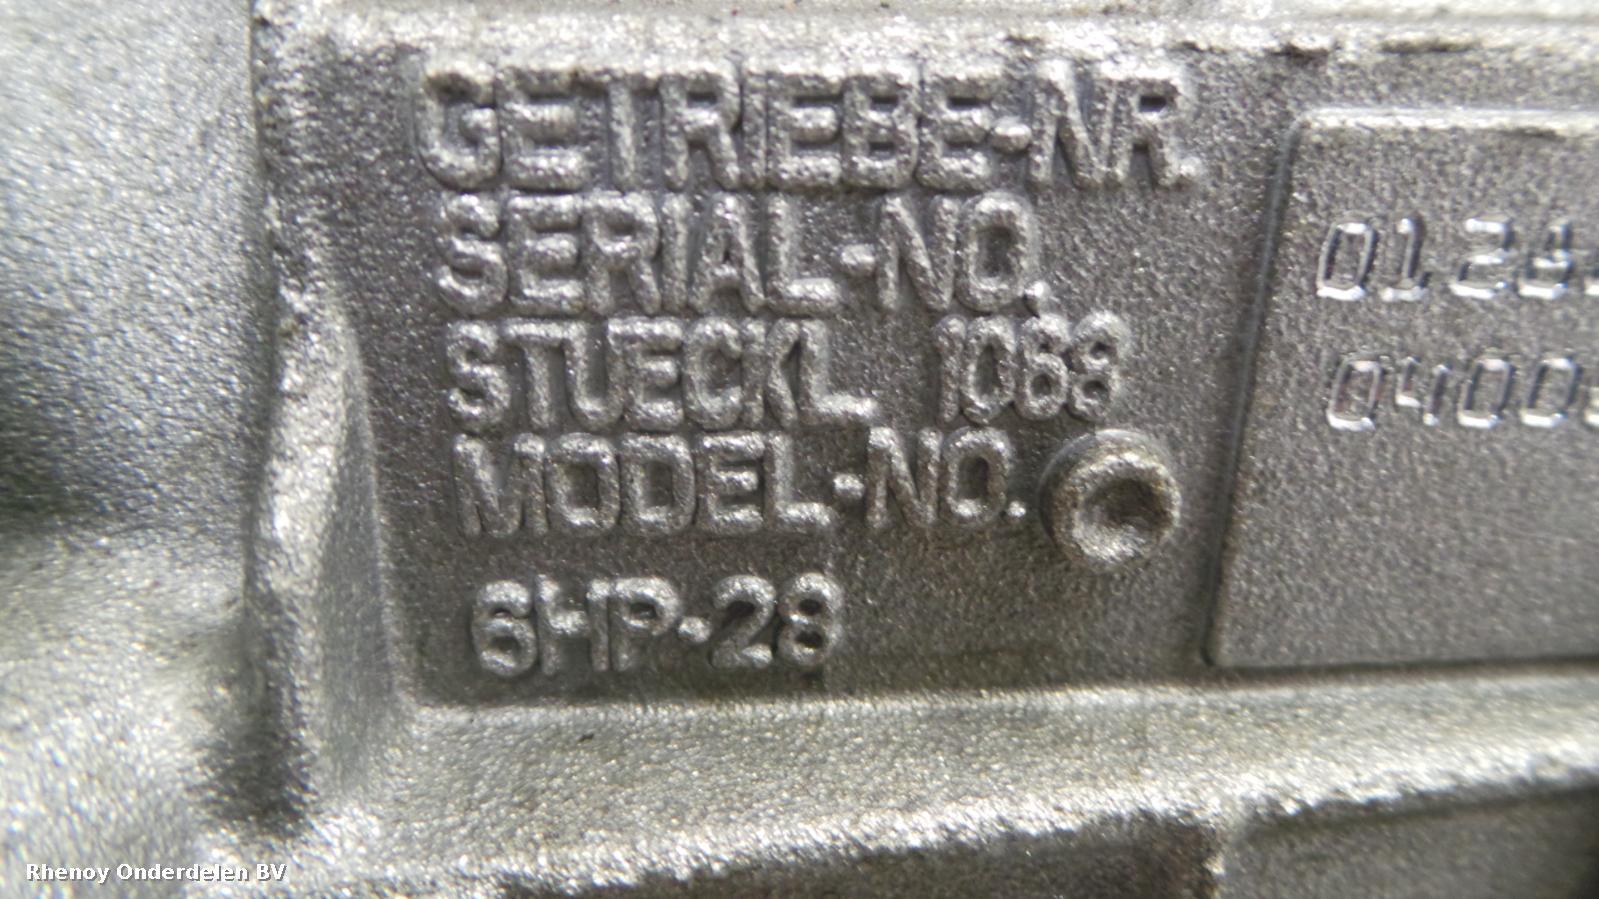 GETRIEBE-NR.
SERIAL-NO.
STUECKL. 1068
MODEL-NO.
6HP-28
Rhenoy Onderdelen BV